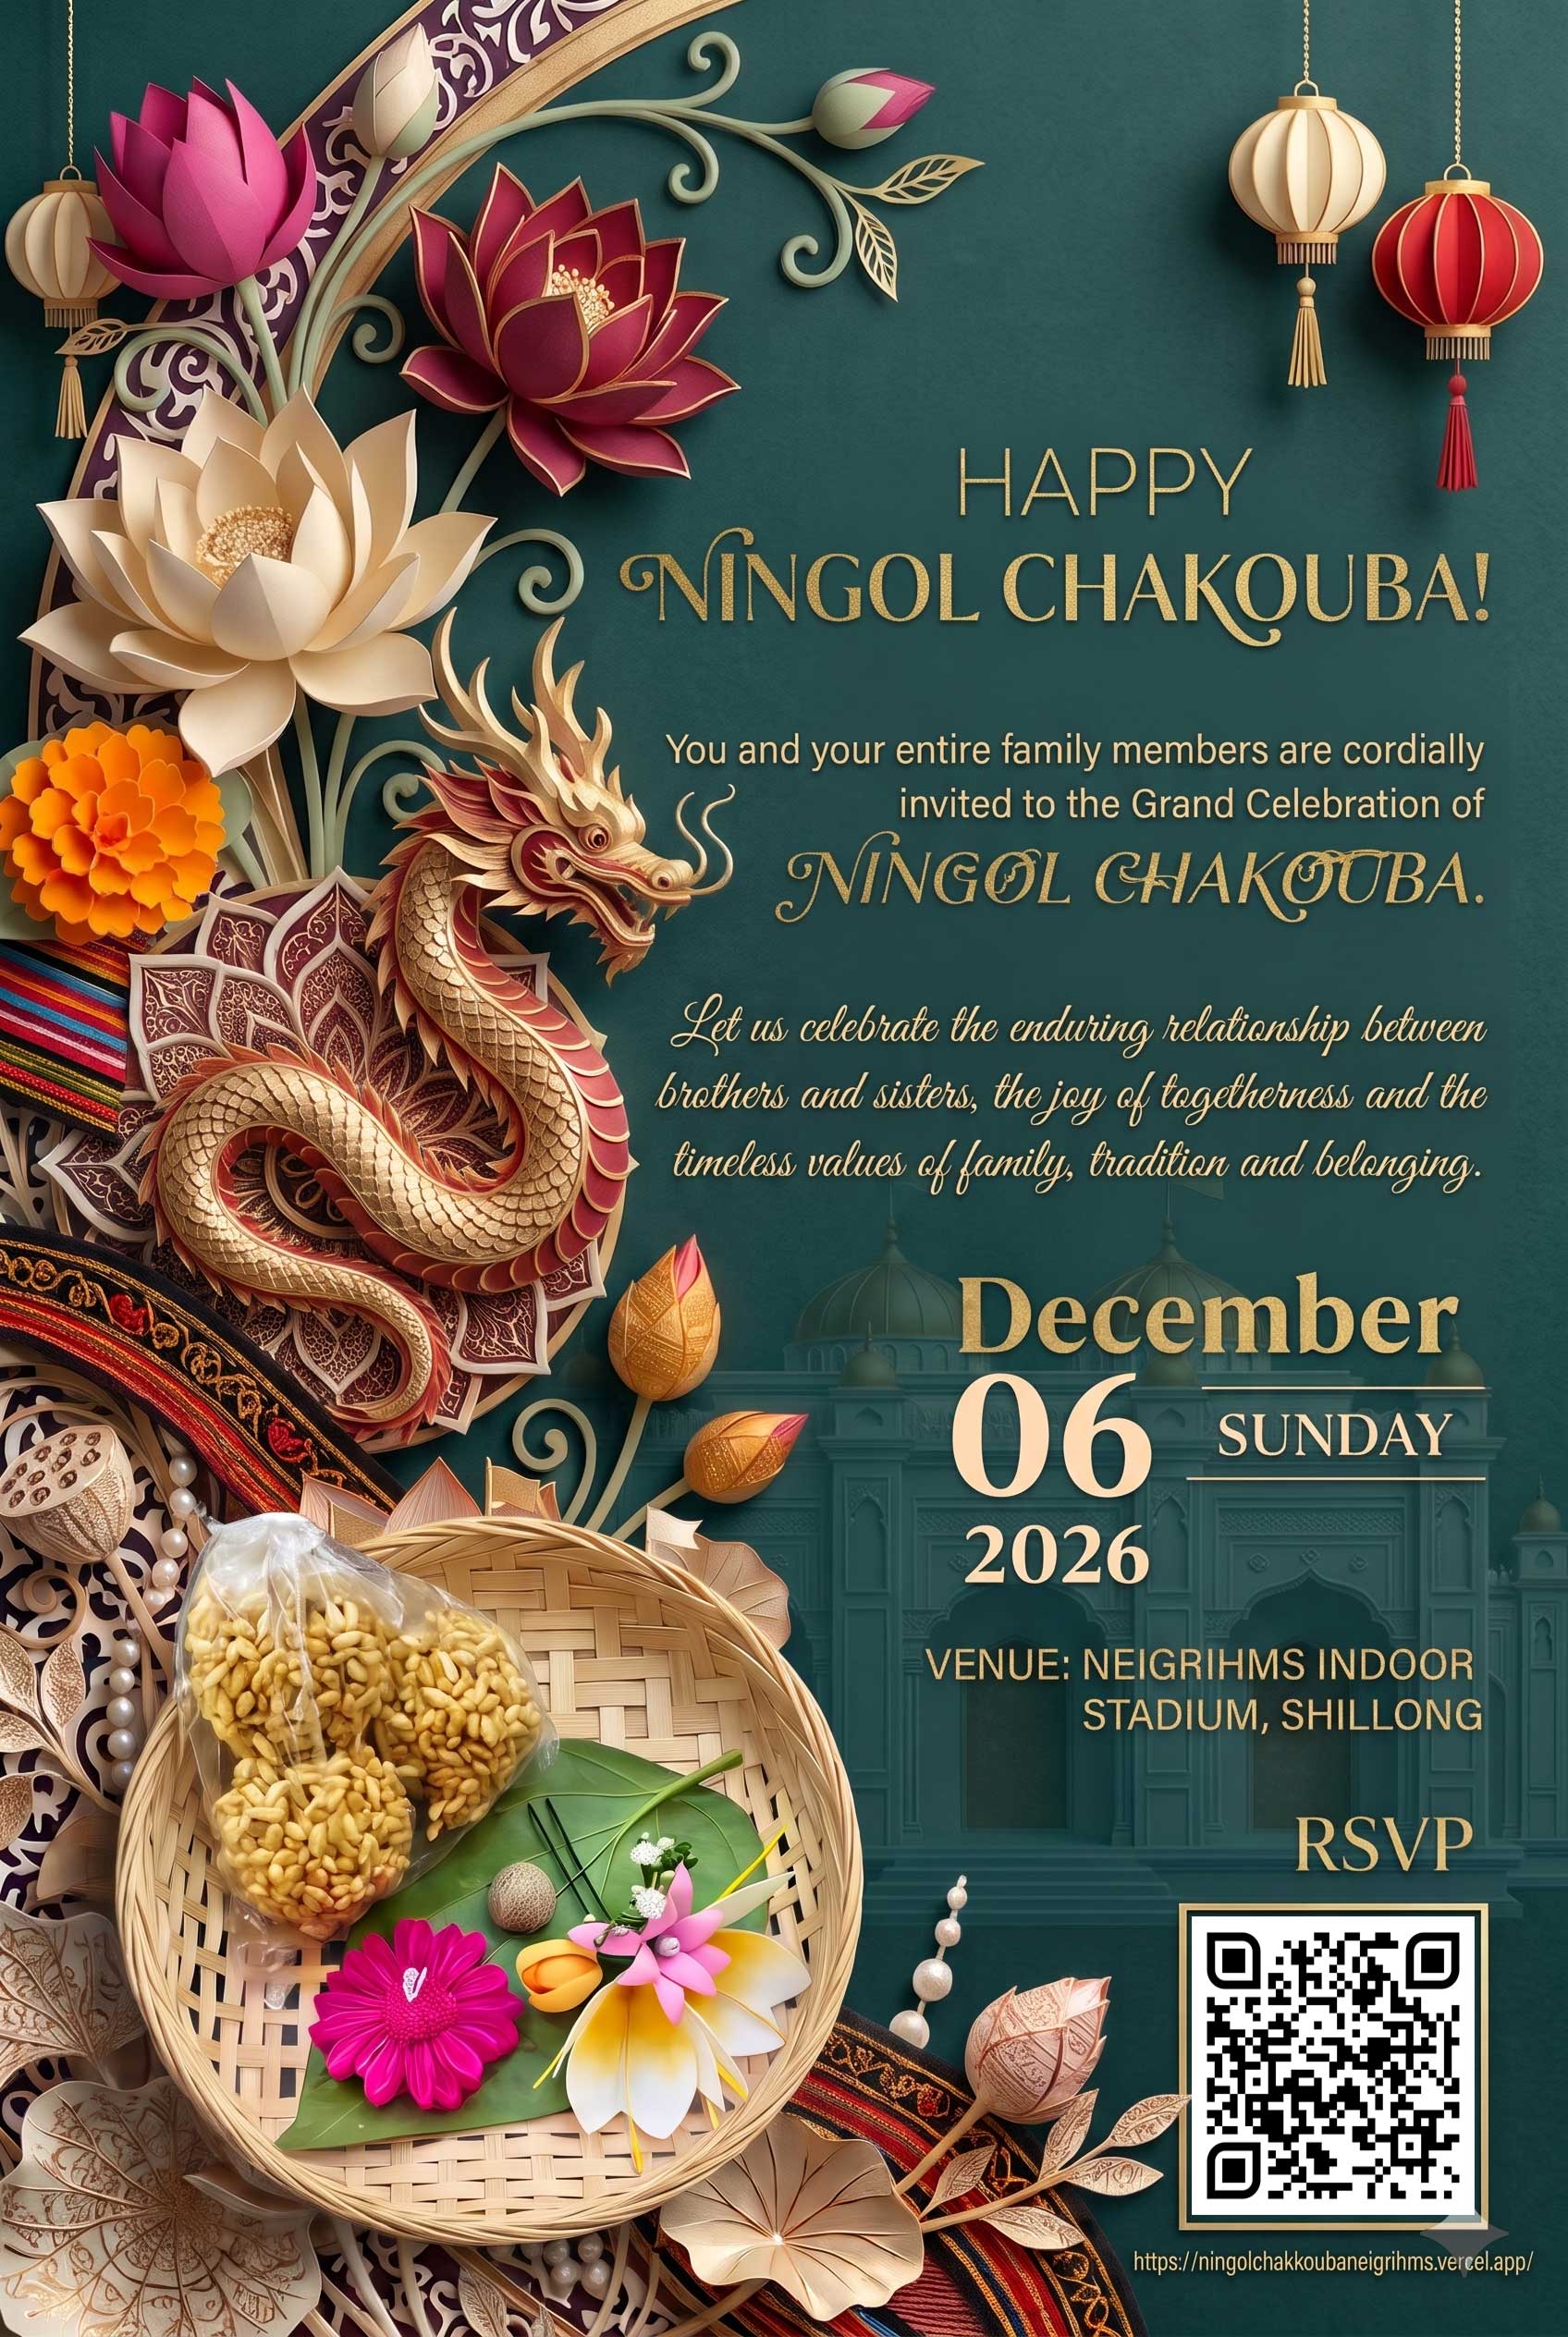 HAPPY
NINGOL CHAKOUBA!
You and your entire family members are cordially
invited to the Grand Celebration of
NINGOL CHAKOUBA.
Let us celebrate the enduring relationship between
brothers and sisters, the joy of togetherness and the
timeless values of family, tradition and belonging.
December
06 SUNDAY
2026
VENUE: NEIGRIHMS INDOOR
STADIUM, SHILLONG
RSVP
https://ningolchakkoubaneigrihms.vercel.app/